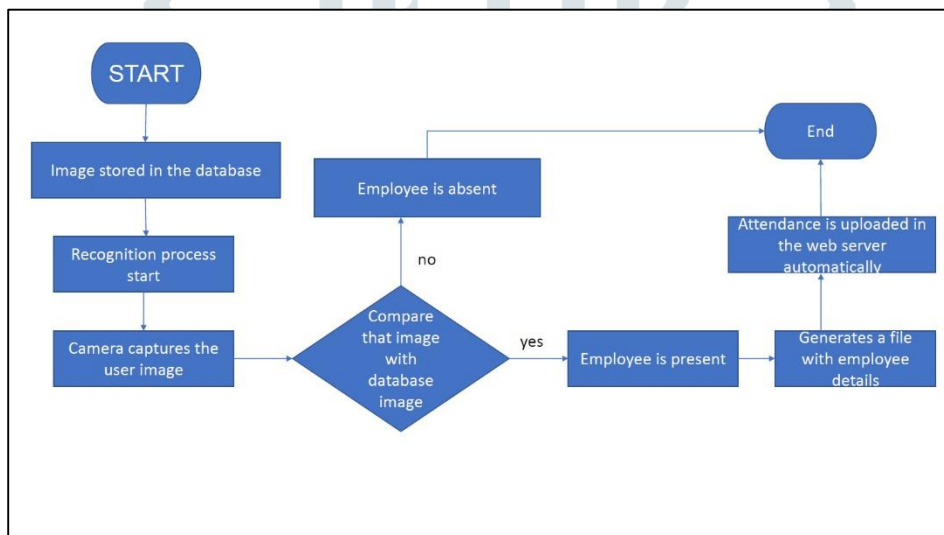 START
Image stored in the database
Recognition process
start
Camera captures the
user image
Compare
that image
with
database
image
no
Employee is absent
yes
Employee is present
Generates a file
with employee
details
Attendance is uploaded in
the web server
automatically
End